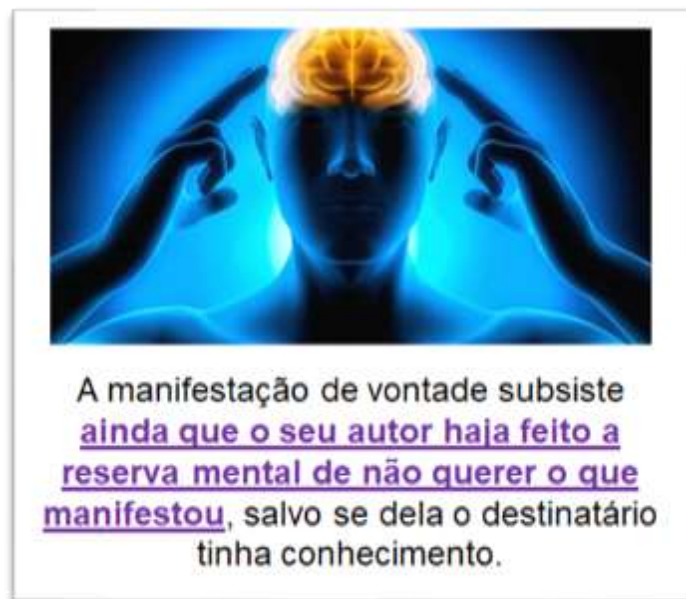 A manifestação de vontade subsiste
ainda que o seu autor haja feito a
reserva mental de não querer o que
manifestou, salvo se dela o destinatário
tinha conhecimento.